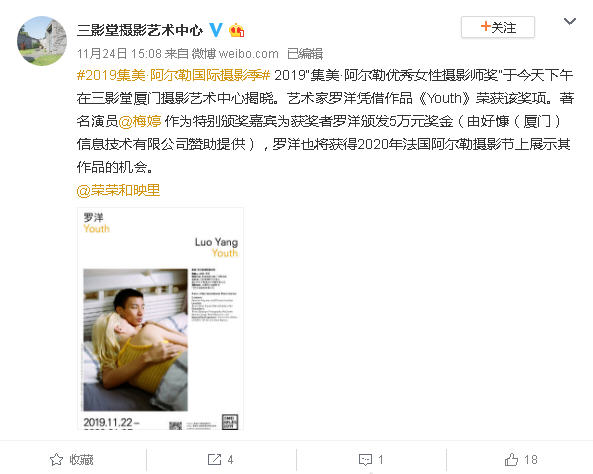 三影堂摄影艺术中心
+关注
11月24日 15:08 来自 微博 weibo.com 已编辑
#2019集美·阿尔勒国际摄影季# 2019“集美·阿尔勒优秀女性摄影师奖”于今天下午
在三影堂厦门摄影艺术中心揭晓。艺术家罗洋凭借作品《Youth》荣获该奖项。著
名演员@梅婷 作为特别颁奖嘉宾为获奖者罗洋颁发5万元奖金（由好慷（厦门）
信息技术有限公司赞助提供），罗洋也将获得2020年法国阿尔勒摄影节上展示其
作品的机会。
@荣荣和映里
罗洋
Youth
Luo Yang
Youth
2019.11.22
收藏
4
1
18